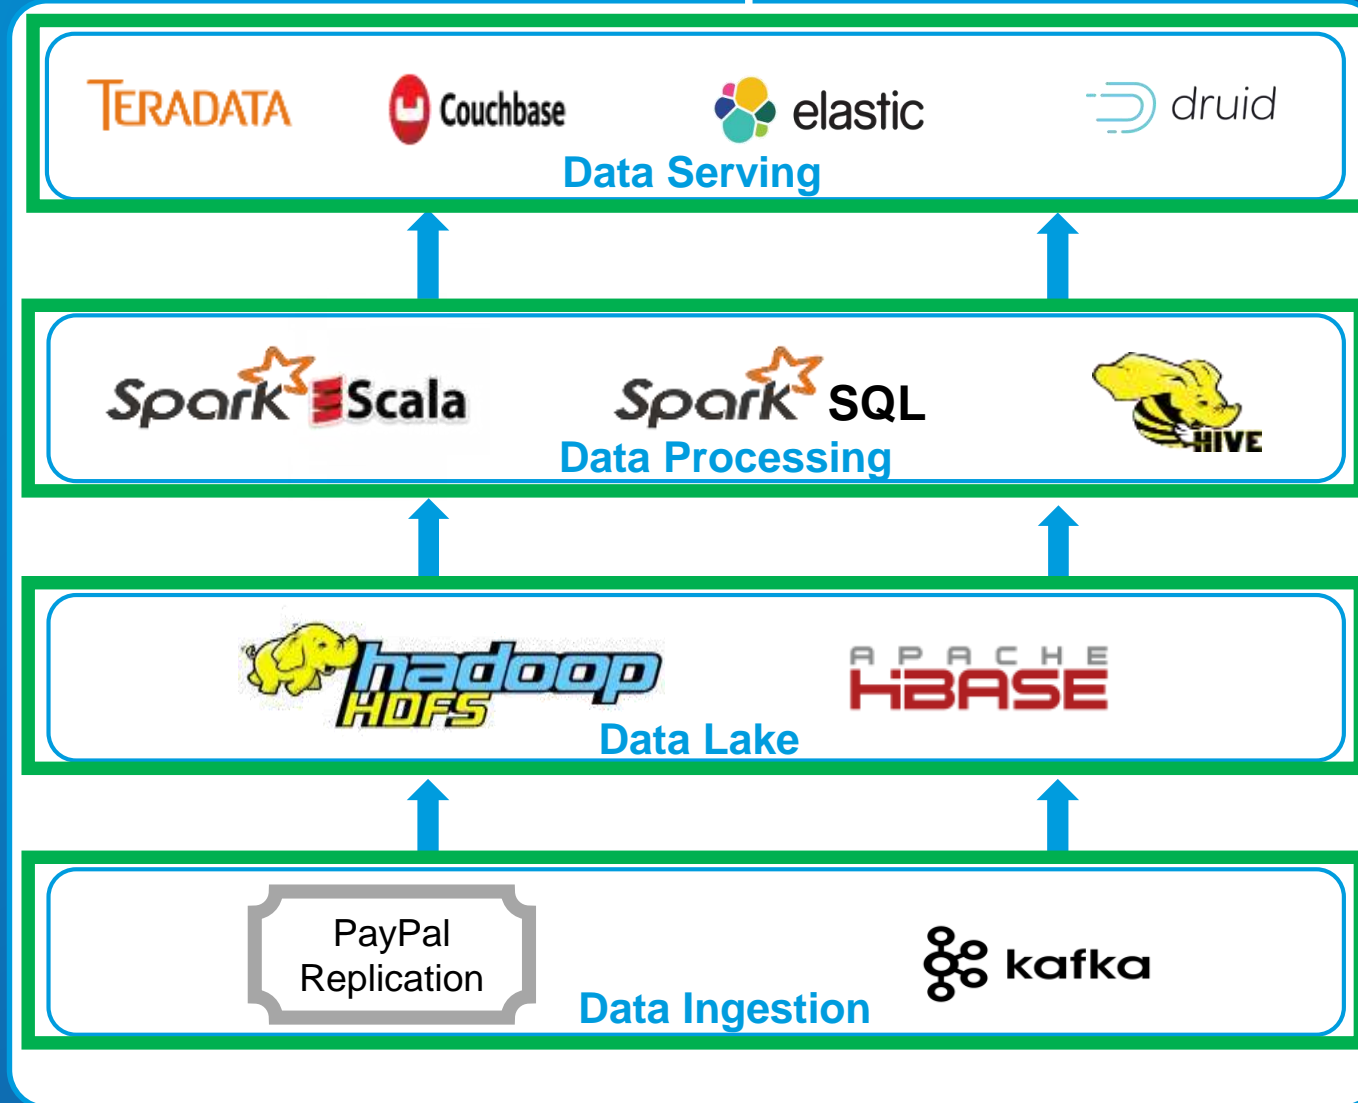 TERADATA
Couchbase
elastic
druid
Data Serving
Spark
Scala
Spark SQL
HIVE
Data Processing
hadoop
HDFS
APACHE
HBASE
Data Lake
PayPal
Replication
kafka
Data Ingestion